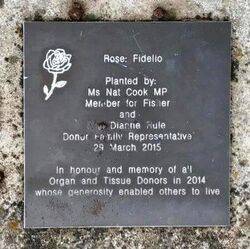 Rose: Fidelio
Planted by:
Ms Nat Cook MP
Member for Fisher
and
Dianne Rule
Donor Family Representative
29 March 2015
In honour and memory of all
Organ and Tissue Donors in 2014
whose generosity enabled others to live